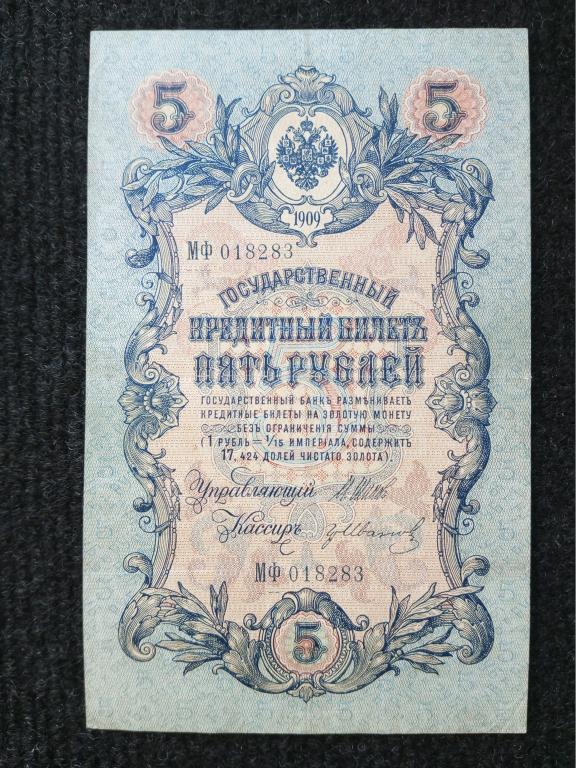 5 5
1909
МФ 018283
ГОСУДАРСТВЕННЫЙ
КРЕДИТНЫЙ БИЛЕТЪ
ПЯТЬ РУБЛЕЙ
ГОСУДАРСТВЕННЫЙ БАНКЪ РАЗМѢНИВАЕТЪ
КРЕДИТНЫЕ БИЛЕТЫ НА ЗОЛОТУЮ МОНЕТУ
БЕЗЪ ОГРАНИЧЕНІЯ СУММЫ
(1 РУБЛЬ = 1/15 ИМПЕРІАЛА, СОДЕРЖИТЪ
17,424 ДОЛЕЙ ЧИСТАГО ЗОЛОТА).
Управляющій
Кассиръ
МФ 018283
5